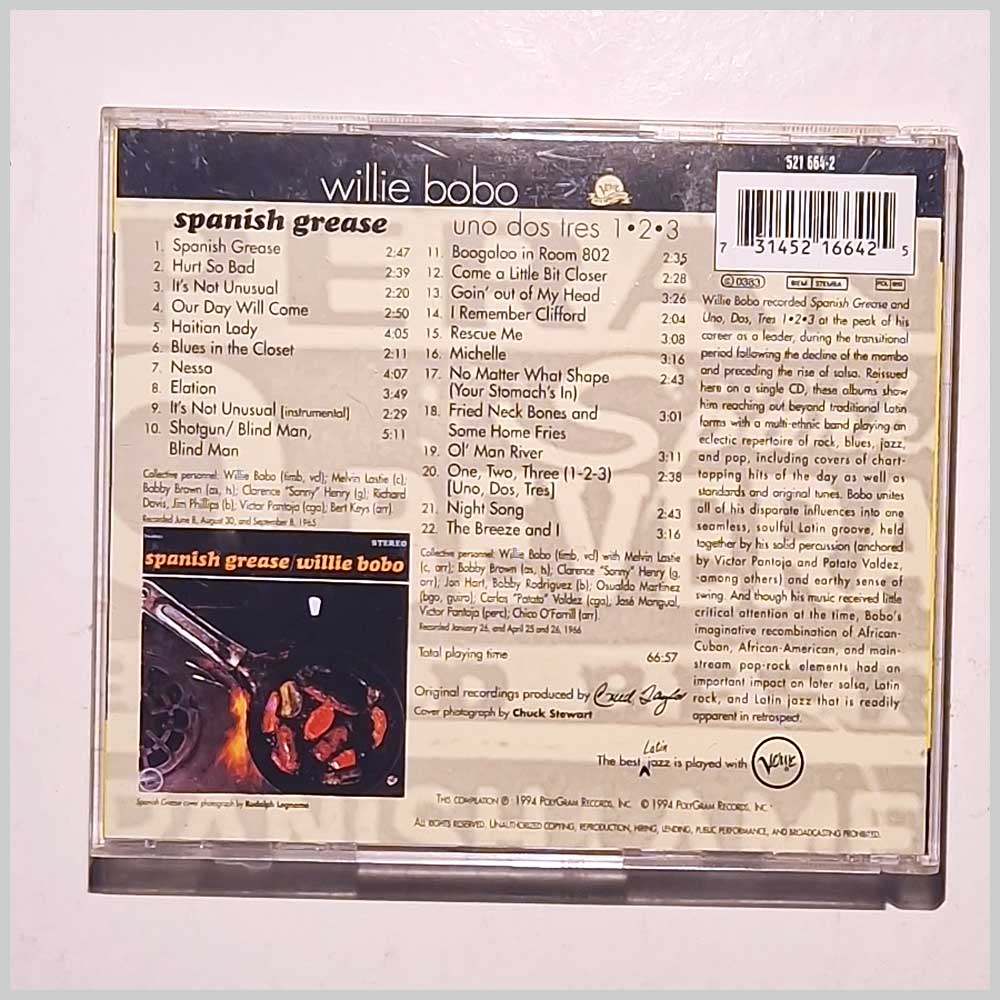 521 664-2
willie bobo
Verve
7 31452 16642 5
spanish grease
1. Spanish Grease 2:47
2. Hurt So Bad 2:39
3. It's Not Unusual 2:20
4. Our Day Will Come 2:50
5. Haitian Lady 4:05
6. Blues in the Closet 2:11
7. Nessa 4:07
8. Elation 3:49
9. It's Not Unusual [instrumental] 2:29
10. Shotgun/ Blind Man, 5:11
Blind Man
Collective personnel: Willie Bobo (timb, vcl); Melvin Lastie (c);
Bobby Brown (as, ts); Clarence "Sonny" Henry (g); Richard
Davis, Jim Phillips (b); Victor Pantoja (cga); Bert Keys (arr).
Recorded June 8, August 30, and September 8, 1965
STEREO
spanish grease/willie bobo
Spanish Grease cover photograph by Rudolph Legname
uno dos tres 1•2•3
11. Boogaloo in Room 802 2:35
12. Come a Little Bit Closer 2:28
13. Goin' out of My Head 3:26
14. I Remember Clifford 2:04
15. Rescue Me 3:08
16. Michelle 3:16
17. No Matter What Shape 2:43
(Your Stomach's In)
18. Fried Neck Bones and 3:01
Some Home Fries
19. Ol' Man River 3:11
20. One, Two, Three (1-2-3) 2:38
[Uno, Dos, Tres]
21. Night Song 2:43
22. The Breeze and I 3:16
Collective personnel: Willie Bobo (timb, vcl) with Melvin Lastie
(c, arr); Bobby Brown (as, ts); Clarence "Sonny" Henry (g,
arr); Jan Hart, Bobby Rodriguez (b); Osvaldo Martinez
(bgo, guiro); Carlos "Patato" Valdez (cga), José Mangual,
Victor Pantoja (perc); Chico O'Farrill (arr).
Recorded January 26, and April 25 and 26, 1966
Total playing time 66:57
Original recordings produced by Creed Taylor
Cover photograph by Chuck Stewart
Ⓒ 0383 BIEM STEMRA
Willie Bobo recorded Spanish Grease and
Uno, Dos, Tres 1•2•3 at the peak of his
career as a leader, during the transitional
period following the decline of the mambo
and preceding the rise of salsa. Reissued
here on a single CD, these albums show
him reaching out beyond traditional Latin
forms with a multi-ethnic band playing an
eclectic repertoire of rock, blues, jazz,
and pop, including covers of chart-
topping hits of the day as well as
standards and original tunes. Bobo unites
all of his disparate influences into one
seamless, soulful Latin groove, held
together by his solid percussion (anchored
by Victor Pantoja and Potato Valdez,
among others) and earthy sense of
swing. And though his music received little
critical attention at the time, Bobo's
imaginative recombination of African-
Cuban, African-American, and main-
stream pop-rock elements had an
important impact on later salsa, Latin
rock, and Latin jazz that is readily
apparent in retrospect.
Latin
The best jazz is played with Verve
This compilation ℗ 1994 PolyGram Records, Inc. © 1994 PolyGram Records, Inc.
All rights reserved. Unauthorized copying, reproduction, hiring, lending, public performance, and broadcasting prohibited.